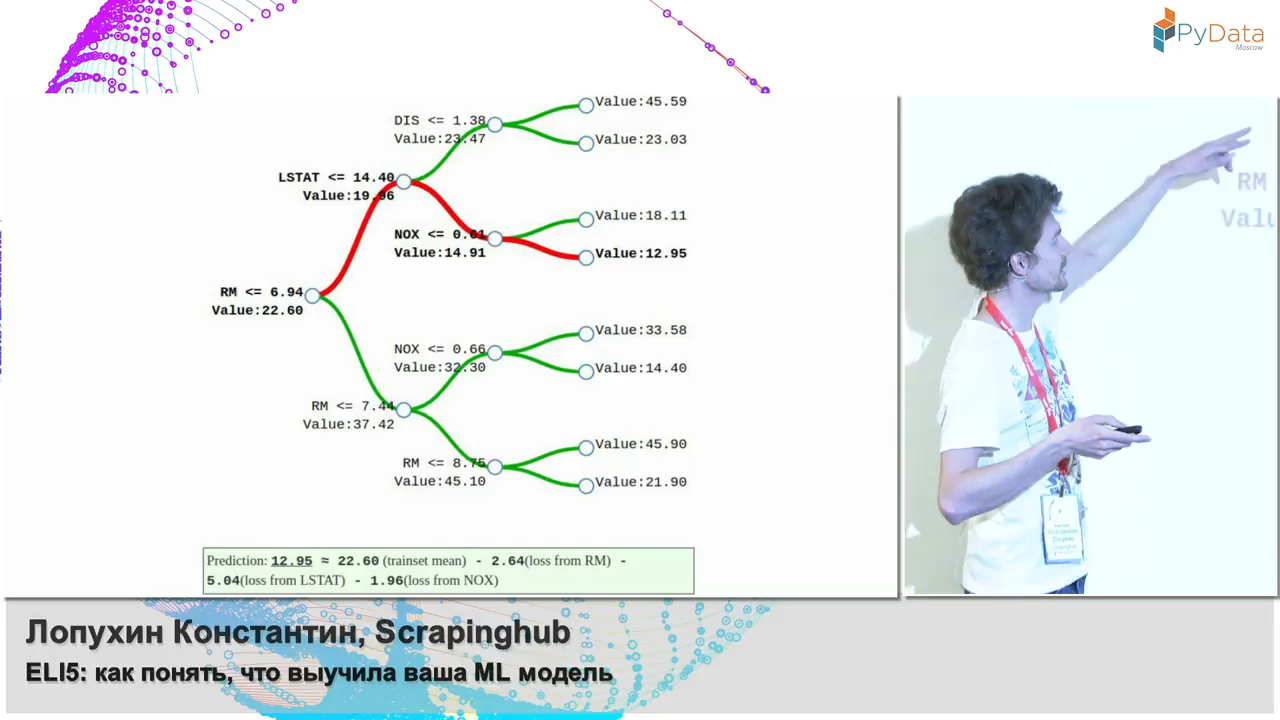 PyData
Moscow
DIS <= 1.38
Value:23.47
Value:45.59
Value:23.03
LSTAT <= 14.40
Value:19.96
NOX <= 0.61
Value:14.91
Value:18.11
Value:12.95
RM <= 6.94
Value:22.60
NOX <= 0.66
Value:32.30
Value:33.58
Value:14.40
RM <= 7.44
Value:37.42
RM <= 8.75
Value:45.10
Value:45.90
Value:21.90
Prediction: 12.95 ≈ 22.60 (trainset mean) - 2.64(loss from RM) -
5.04(loss from LSTAT) - 1.96(loss from NOX)
RM
Valu
Лопухин Константин, Scrapinghub
ELI5: как понять, что выучила ваша ML модель